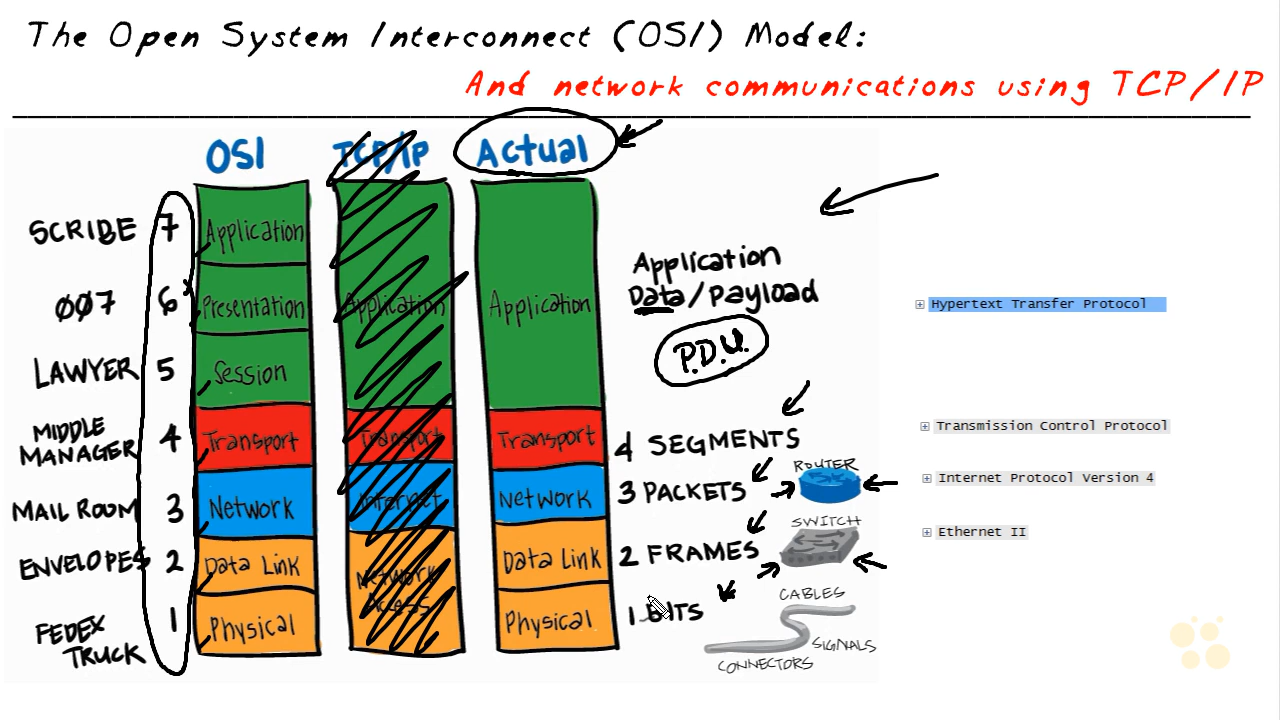 The Open System Interconnect (OSI) Model:
And network communications using TCP/IP
OSI
TCP/IP
Actual
SCRIBE 7 Application
007 6 Presentation
LAWYER 5 Session
MIDDLE MANAGER 4 Transport
MAIL ROOM 3 Network
ENVELOPES 2 Data Link
FEDEX TRUCK 1 Physical
Application
Transport
Internet
Network Access
Application
Transport
Network
Data Link
Physical
Application
Data/Payload
P.D.U.
4 SEGMENTS
3 PACKETS
2 FRAMES
1 BITS
ROUTER
SWITCH
CABLES
SIGNALS
CONNECTORS
Hypertext Transfer Protocol
Transmission Control Protocol
Internet Protocol Version 4
Ethernet II